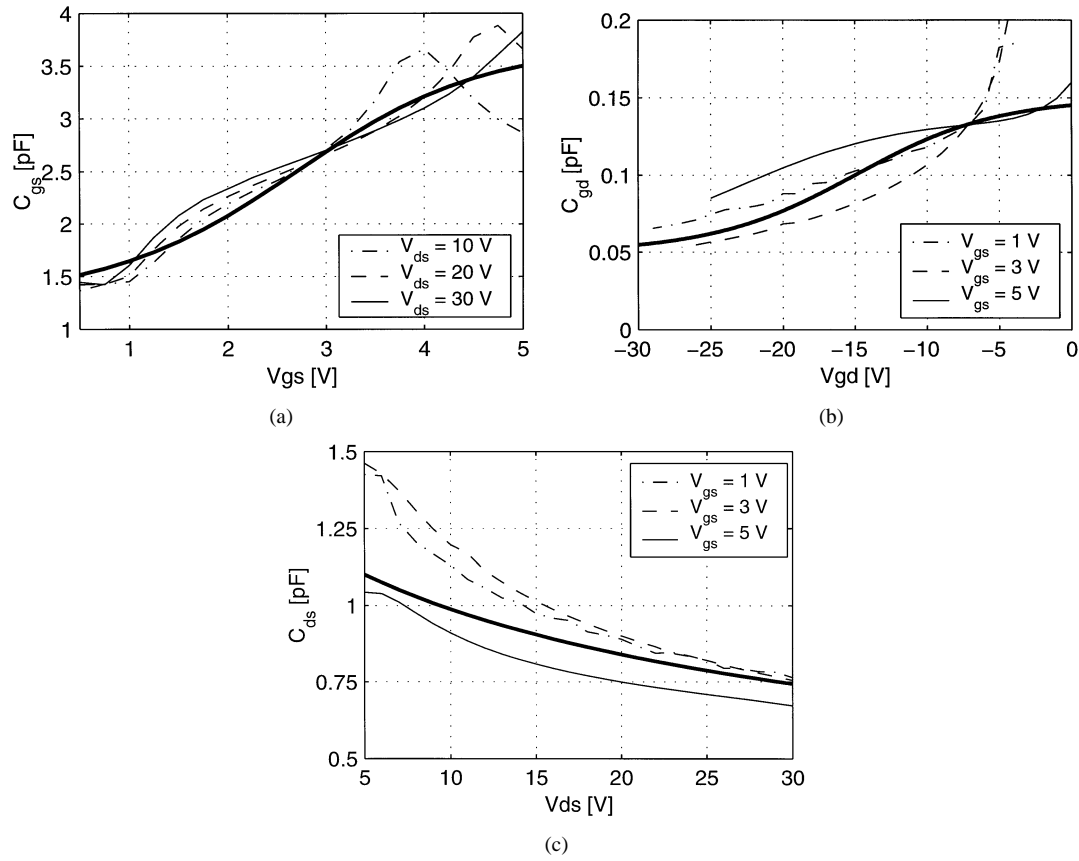 4
3.5
3
2.5
2
1.5
1
C_gs [pF]
V_ds = 10 V
V_ds = 20 V
V_ds = 30 V
1 2 3 4 5
Vgs [V]
(a)
0.2
0.15
0.1
0.05
0
C_gd [pF]
V_gs = 1 V
V_gs = 3 V
V_gs = 5 V
−30 −25 −20 −15 −10 −5 0
Vgd [V]
(b)
1.5
1.25
1
0.75
0.5
C_ds [pF]
V_gs = 1 V
V_gs = 3 V
V_gs = 5 V
5 10 15 20 25 30
Vds [V]
(c)